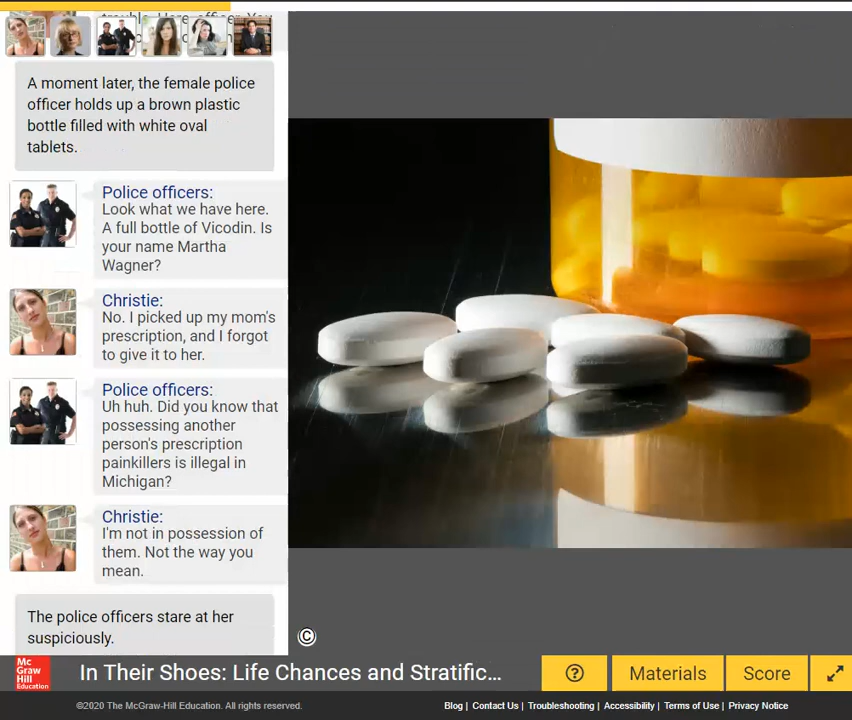 trouble. Here, officer. You
A moment later, the female police
officer holds up a brown plastic
bottle filled with white oval
tablets.
Police officers:
Look what we have here.
A full bottle of Vicodin. Is
your name Martha
Wagner?
Christie:
No. I picked up my mom's
prescription, and I forgot
to give it to her.
Police officers:
Uh huh. Did you know that
possessing another
person's prescription
painkillers is illegal in
Michigan?
Christie:
I'm not in possession of
them. Not the way you
mean.
The police officers stare at her
suspiciously.
©
Mc
Graw
Hill
Education
In Their Shoes: Life Chances and Stratific...
?
Materials
Score
©2020 The McGraw-Hill Education. All rights reserved.
Blog | Contact Us | Troubleshooting | Accessibility | Terms of Use | Privacy Notice